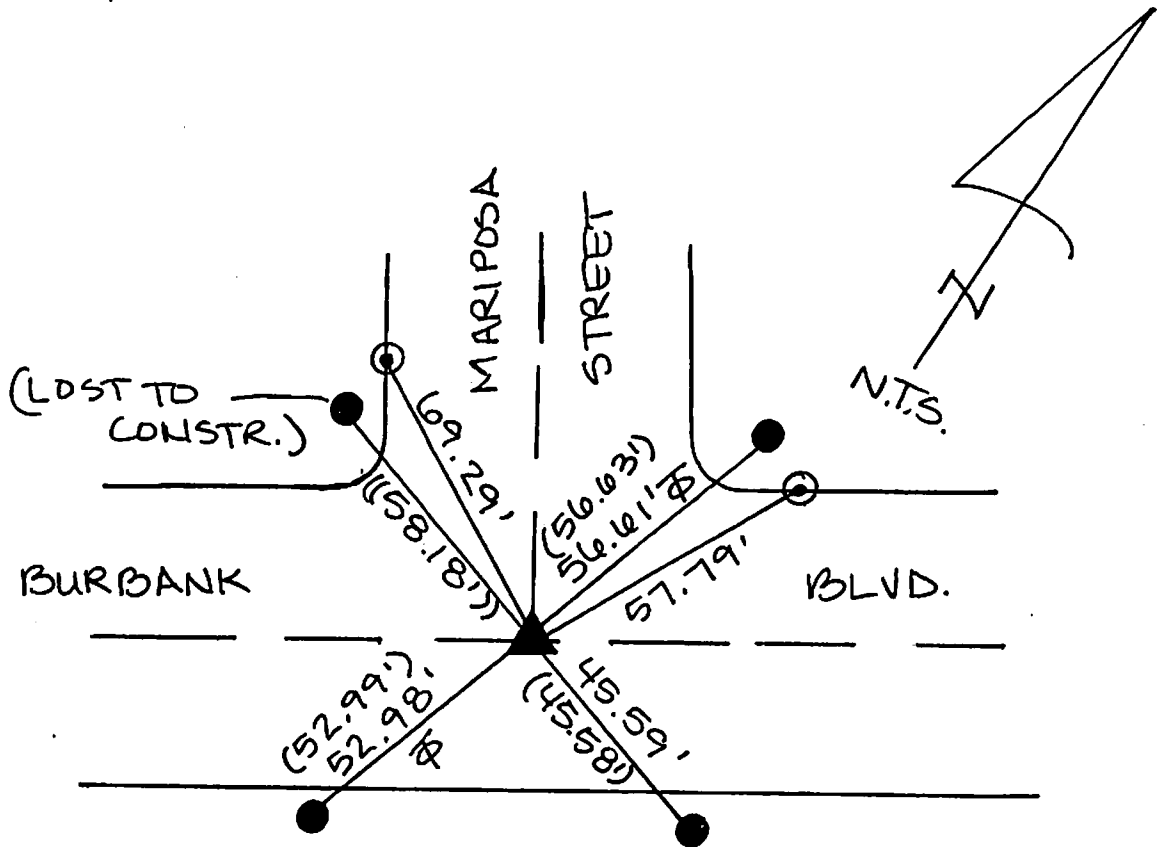 MARIPOSA
STREET
N
N.T.S.
(LOST TO
CONSTR.)
69.29'
((58.18'))
(56.63')
56.61'
57.79'
BURBANK
BLVD.
(52.99')
52.98'
45.59'
(45.58')